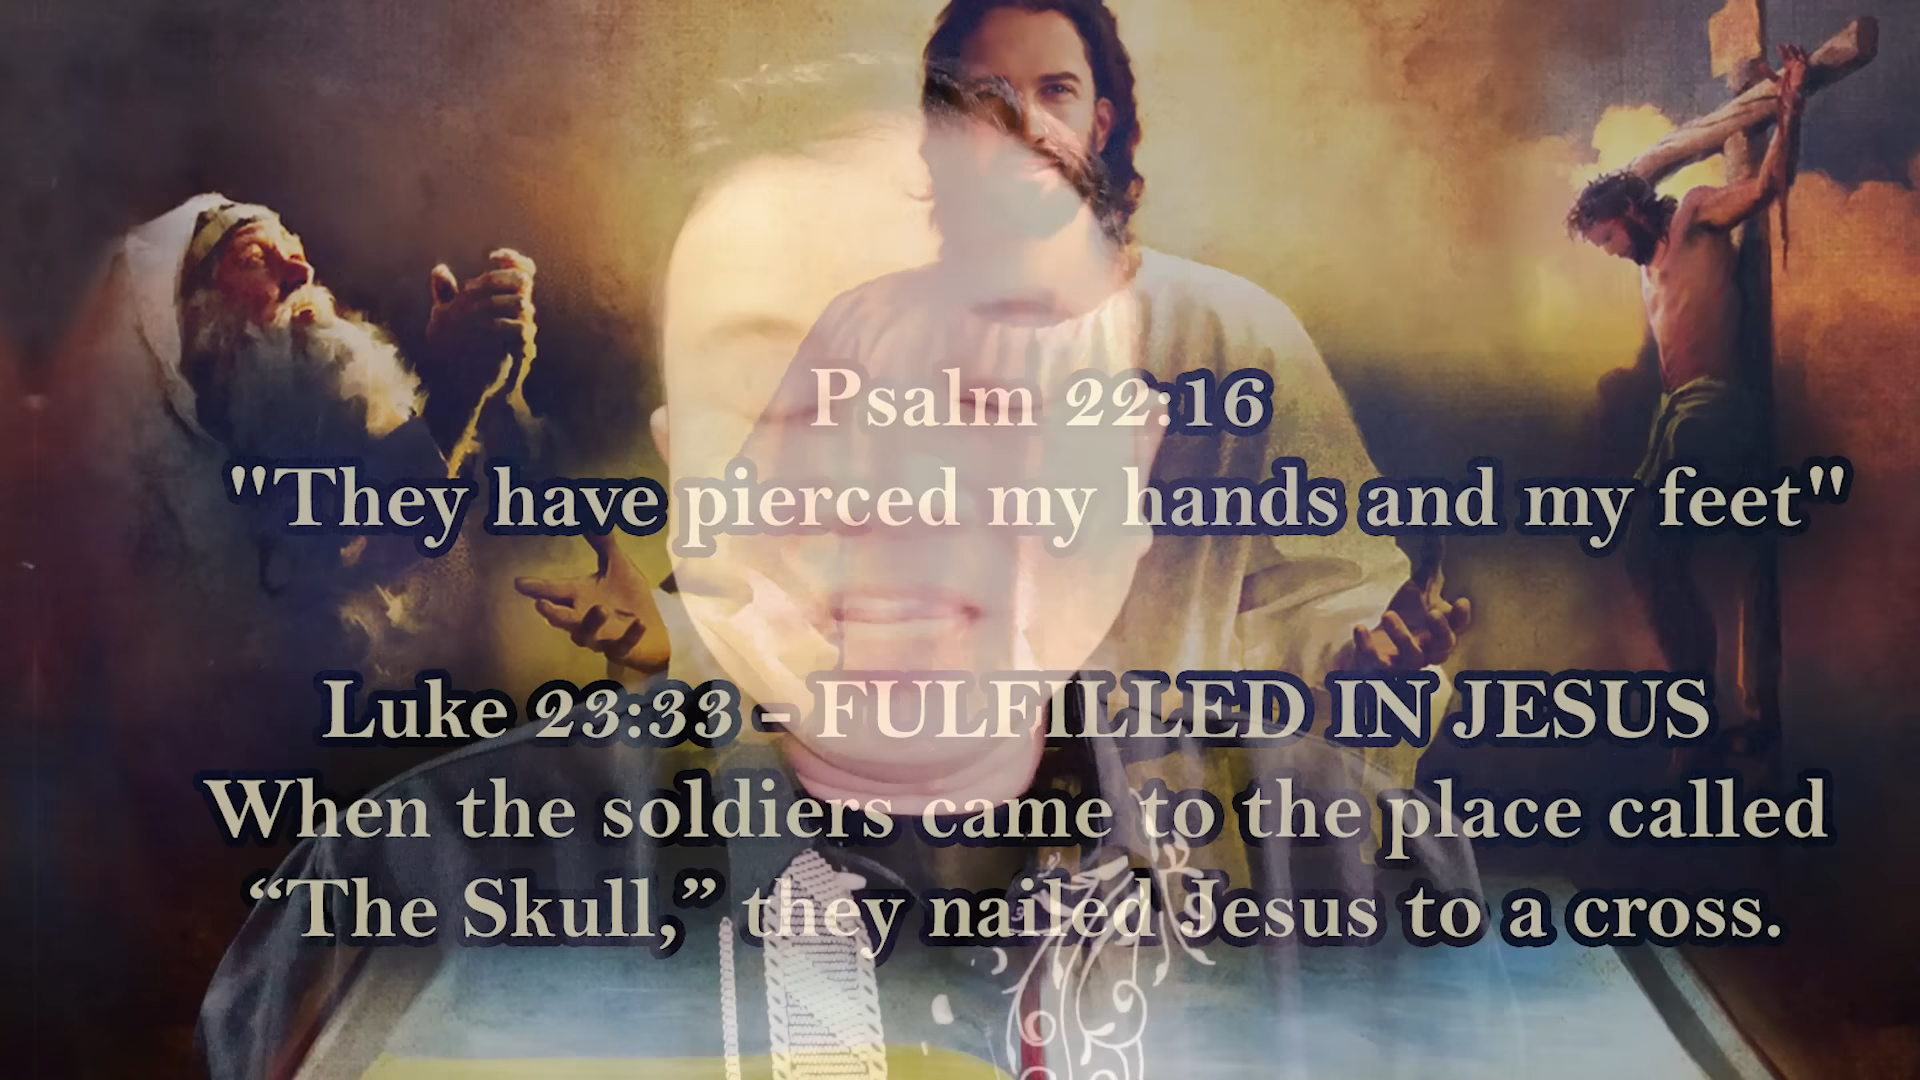 Psalm 22:16
"They have pierced my hands and my feet"
Luke 23:33 - FULFILLED IN JESUS
When the soldiers came to the place called
“The Skull,” they nailed Jesus to a cross.